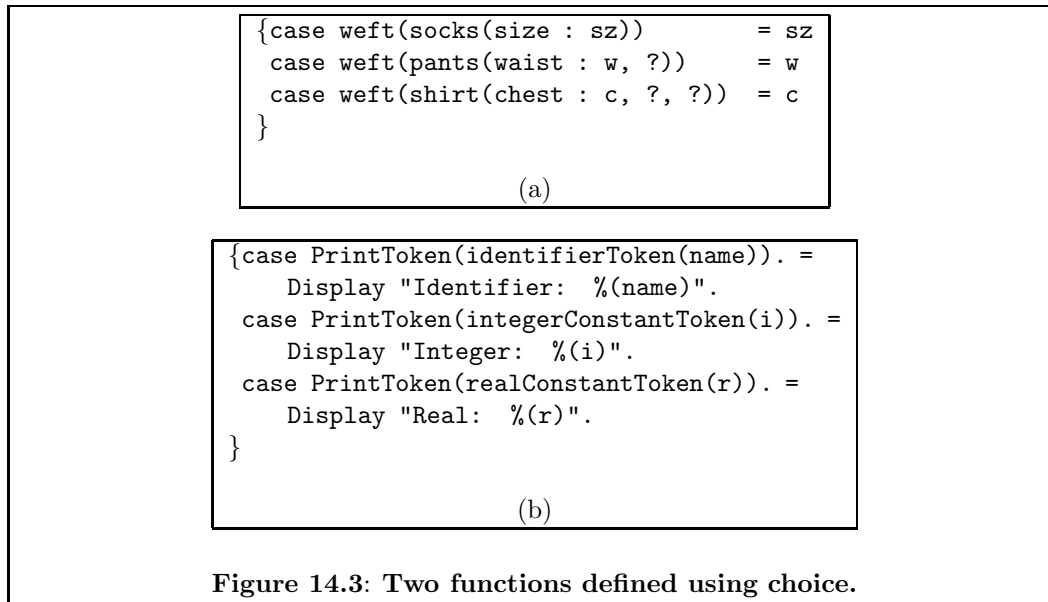 {case weft(socks(size : sz)) = sz
case weft(pants(waist : w, ?)) = w
case weft(shirt(chest : c, ?, ?)) = c
}
(a)
{case PrintToken(identifierToken(name)). =
Display "Identifier: %(name)".
case PrintToken(integerConstantToken(i)). =
Display "Integer: %(i)".
case PrintToken(realConstantToken(r)). =
Display "Real: %(r)".
}
(b)
Figure 14.3: Two functions defined using choice.